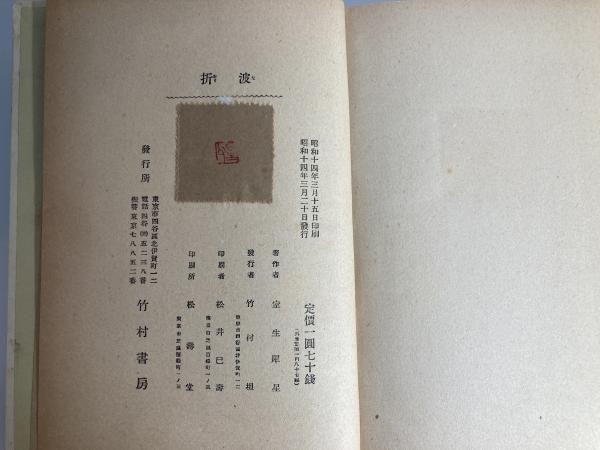 波折
昭和十四年三月十五日印刷
昭和十四年三月二十日發行
定價一圓七十錢
著作者 室生犀星
發行者 竹村坦
印刷者 松井巳壽
印刷所 松壽堂
發行所
東京市四谷區北伊賀町一二
電話四谷(35)五二三八番
振替東京七八八五二番
竹村書房